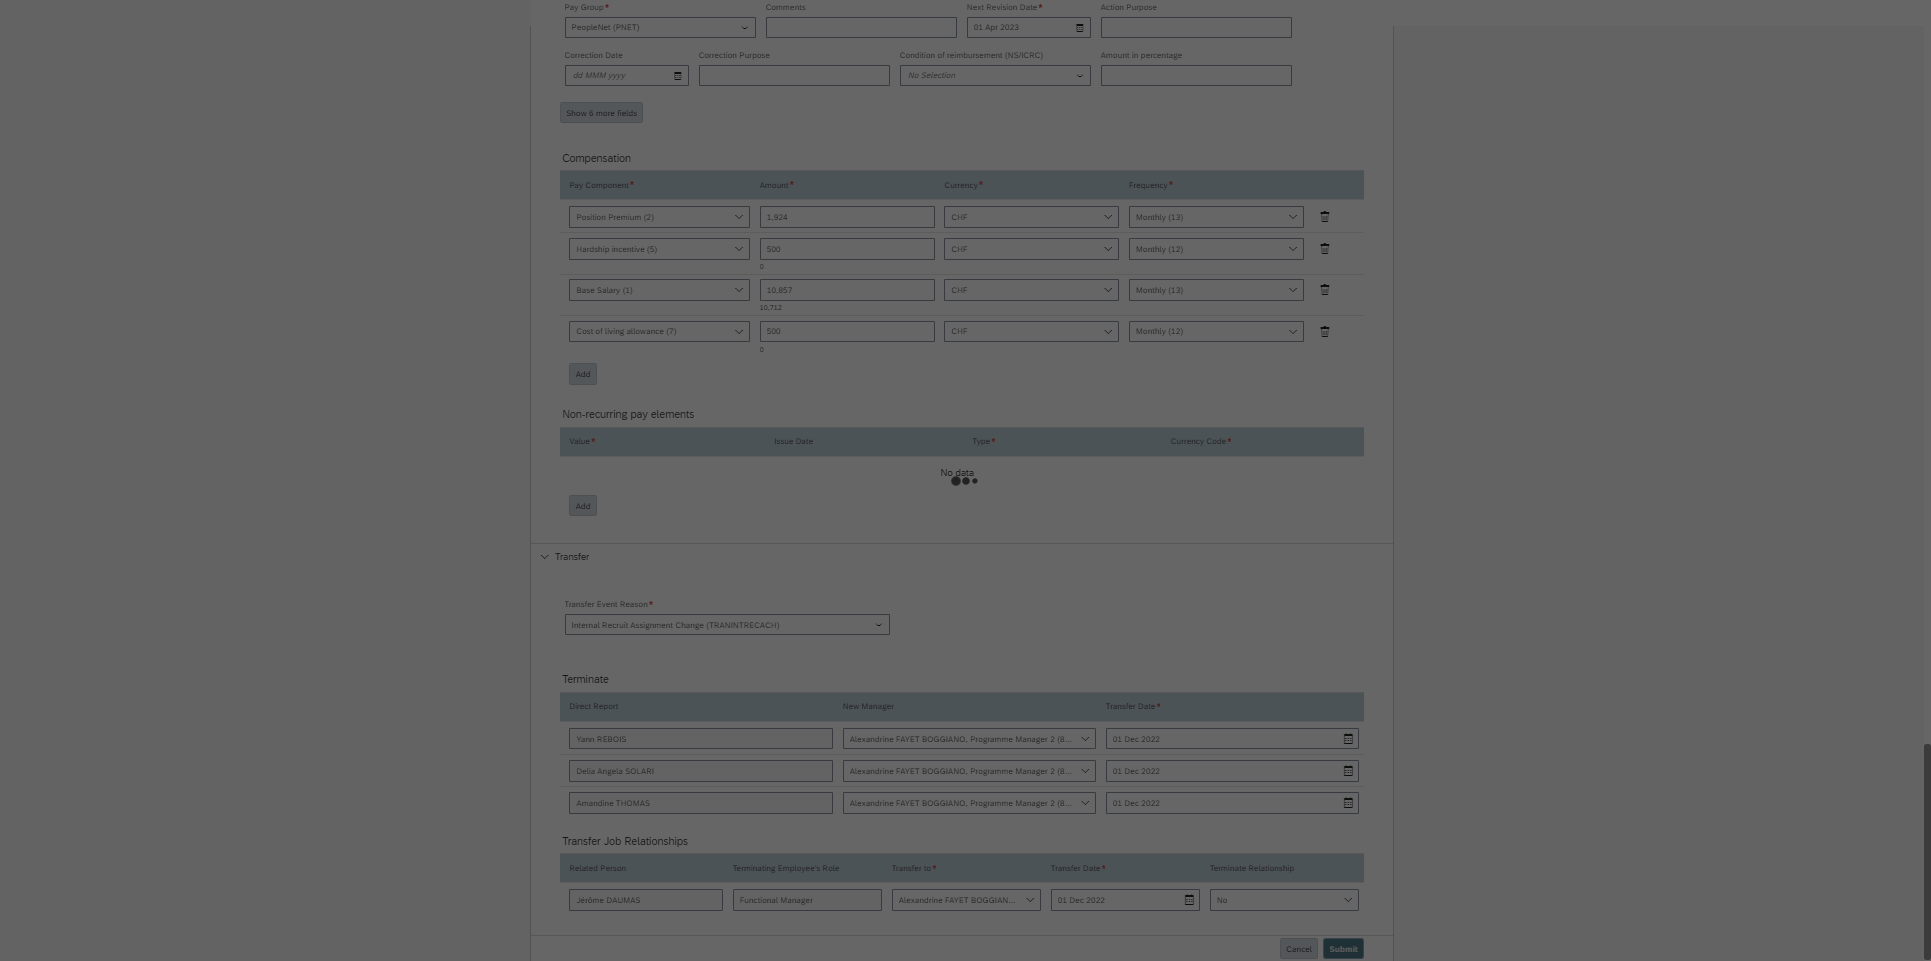 Pay Group* Comments Next Revision Date* Action Purpose
PeopleNet (PNET) 01 Apr 2023
Correction Date Correction Purpose Condition of reimbursement (NS/ICRC) Amount in percentage
dd MMM yyyy No Selection
Show 6 more fields
Compensation
Pay Component* Amount* Currency* Frequency*
Position Premium (2) 1,924 CHF Monthly (13)
Hardship incentive (5) 500 CHF Monthly (12)
0
Base Salary (1) 10,857 CHF Monthly (13)
10,712
Cost of living allowance (7) 500 CHF Monthly (12)
0
Add
Non-recurring pay elements
Value* Issue Date Type* Currency Code*
No data
Add
Transfer
Transfer Event Reason*
Internal Recruit Assignment Change (TRANINTRECACH)
Terminate
Direct Report New Manager Transfer Date*
Yann REBOIS Alexandrine FAYET BOGGIANO, Programme Manager 2 (8... 01 Dec 2022
Delia Angela SOLARI Alexandrine FAYET BOGGIANO, Programme Manager 2 (8... 01 Dec 2022
Amandine THOMAS Alexandrine FAYET BOGGIANO, Programme Manager 2 (8... 01 Dec 2022
Transfer Job Relationships
Related Person Terminating Employee's Role Transfer to* Transfer Date* Terminate Relationship
Jérôme DAUMAS Functional Manager Alexandrine FAYET BOGGIAN... 01 Dec 2022 No
Cancel Submit